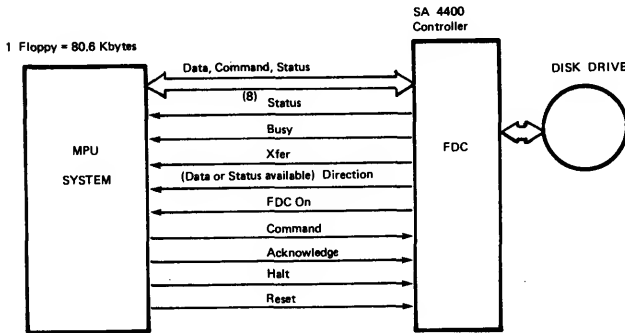 SA 4400
Controller
1 Floppy = 80.6 Kbytes
Data, Command, Status
(8)
DISK DRIVE
Status
Busy
MPU
SYSTEM
FDC
Xfer
(Data or Status available) Direction
FDC On
Command
Acknowledge
Halt
Reset